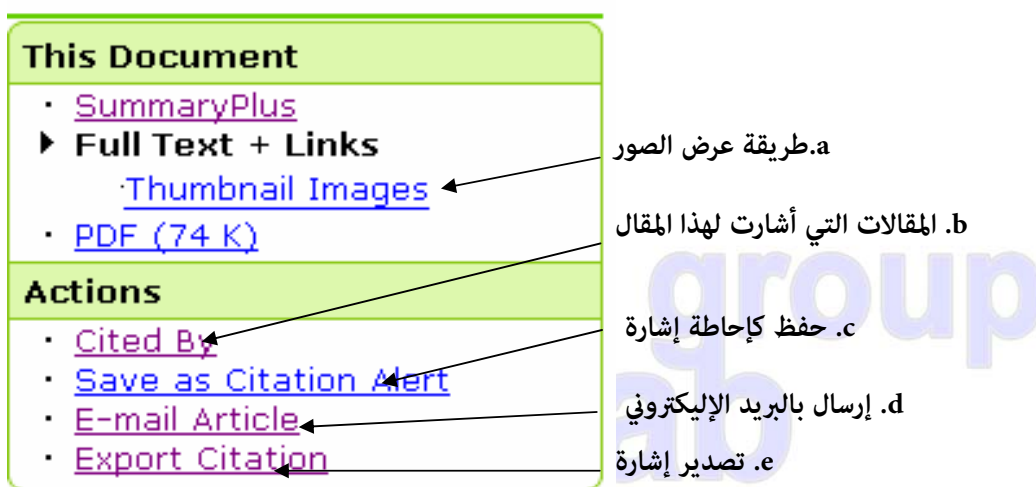 This Document
· SummaryPlus
Full Text + Links
a.طريقة عرض الصور
·Thumbnail Images
b. المقالات التي أشارت لهذا المقال
· PDF (74 K)
group
Actions
c. حفظ كإحاطة إشارة
· Cited By
· Save as Citation Alert
d. إرسال بالبريد الإليكتروني
ab
· E-mail Article
e. تصدير إشارة
· Export Citation